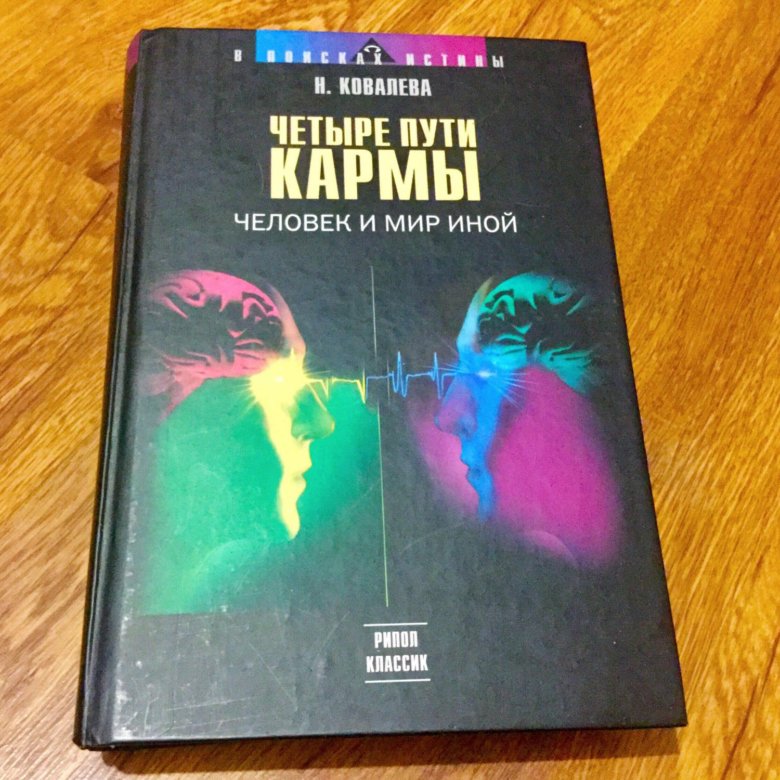 В ПОИСКАХ ИСТИНЫ
Н. КОВАЛЕВА
ЧЕТЫРЕ ПУТИ
КАРМЫ
ЧЕЛОВЕК И МИР ИНОЙ
РИПОЛ
КЛАССИК